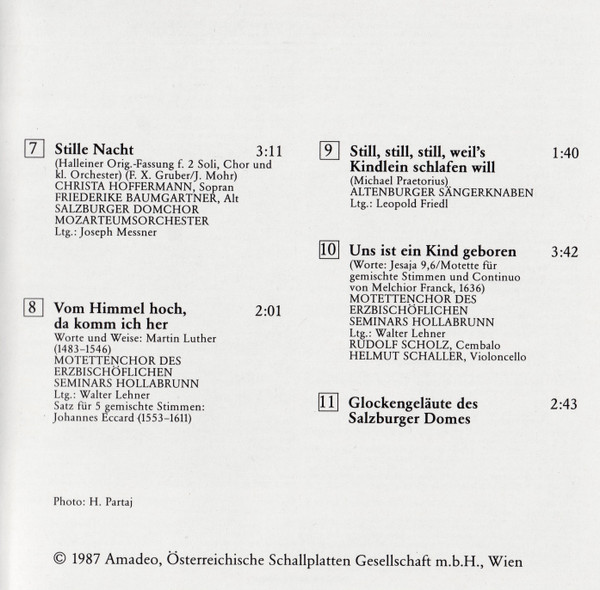 7 Stille Nacht 3:11
(Halleiner Orig.-Fassung f. 2 Soli, Chor und
kl. Orchester) (F. X. Gruber/J. Mohr)
CHRISTA HOFFERMANN, Sopran
FRIEDERIKE BAUMGARTNER, Alt
SALZBURGER DOMCHOR
MOZARTEUMSORCHESTER
Ltg.: Joseph Messner
8 Vom Himmel hoch, 2:01
da komm ich her
Worte und Weise: Martin Luther
(1483–1546)
MOTETTENCHOR DES
ERZBISCHÖFLICHEN
SEMINARS HOLLABRUNN
Ltg.: Walter Lehner
Satz für 5 gemischte Stimmen:
Johannes Eccard (1553–1611)
9 Still, still, still, weil's 1:40
Kindlein schlafen will
(Michael Praetorius)
ALTENBURGER SÄNGERKNABEN
Ltg.: Leopold Friedl
10 Uns ist ein Kind geboren 3:42
(Worte: Jesaja 9,6/Motette für
gemischte Stimmen und Continuo
von Melchior Franck, 1636)
MOTETTENCHOR DES
ERZBISCHÖFLICHEN
SEMINARS HOLLABRUNN
Ltg.: Walter Lehner
RUDOLF SCHOLZ, Cembalo
HELMUT SCHALLER, Violoncello
11 Glockengeläute des 2:43
Salzburger Domes
Photo: H. Partaj
© 1987 Amadeo, Österreichische Schallplatten Gesellschaft m.b.H., Wien